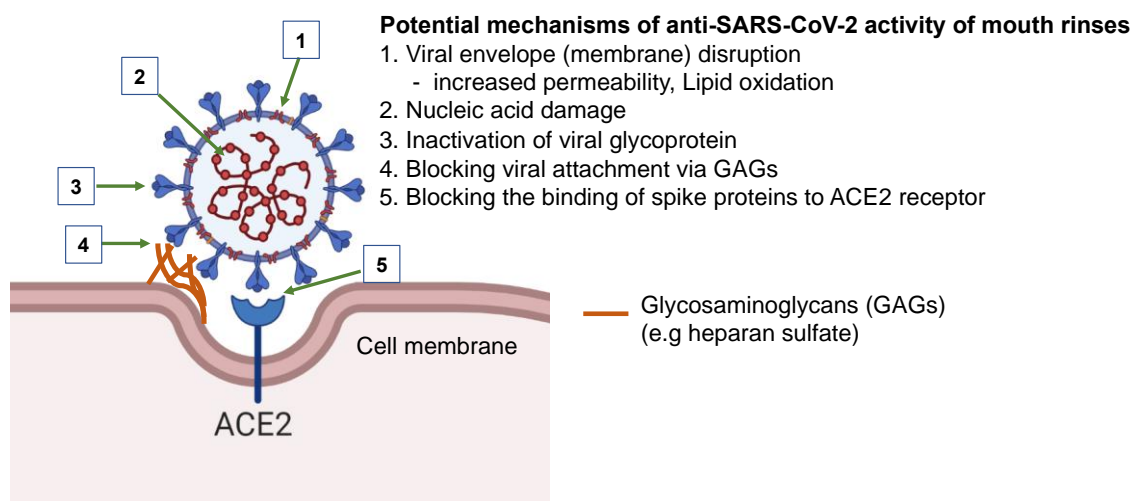 Potential mechanisms of anti-SARS-CoV-2 activity of mouth rinses
1. Viral envelope (membrane) disruption
- increased permeability, Lipid oxidation
2. Nucleic acid damage
3. Inactivation of viral glycoprotein
4. Blocking viral attachment via GAGs
5. Blocking the binding of spike proteins to ACE2 receptor
1
2
3
4
5
Glycosaminoglycans (GAGs)
(e.g heparan sulfate)
Cell membrane
ACE2